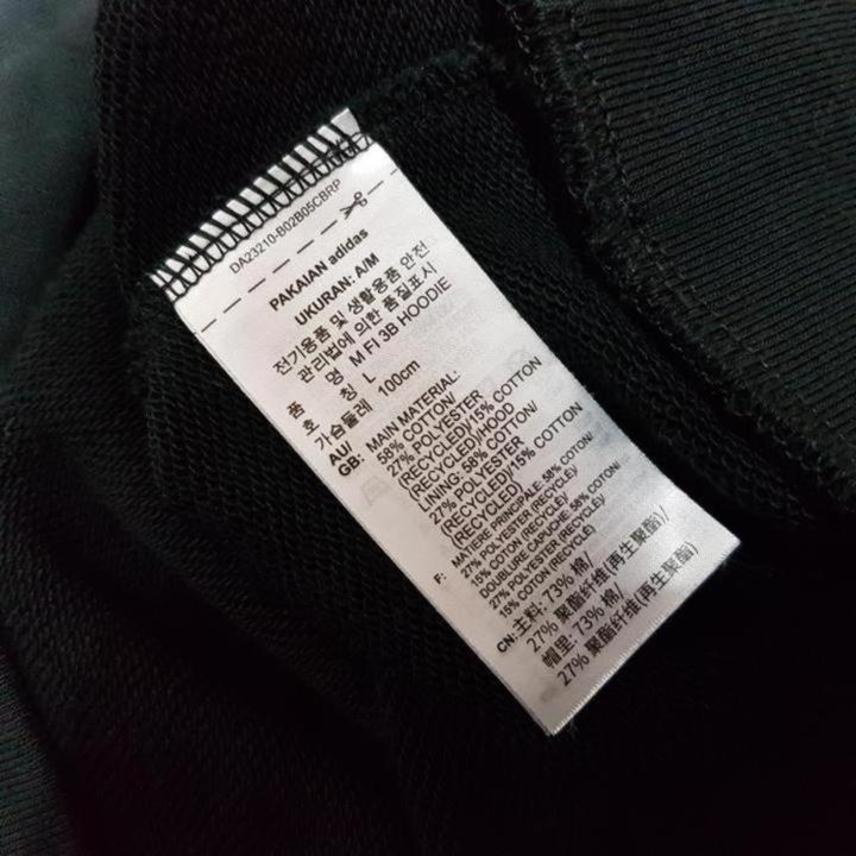 DA23210-B02B05CBRP
PAKAIAN adidas
UKURAN: A/M
전기용품 및 생활용품 안전
관리법에 의한 품질표시
품 명 M FI 3B HOODIE
호 칭 L
가슴둘레 100cm
AU/
GB: MAIN MATERIAL:
58% COTTON/
27% POLYESTER
(RECYCLED)/15% COTTON
(RECYCLED)/HOOD
LINING: 58% COTTON/
27% POLYESTER
(RECYCLED)/15% COTTON
(RECYCLED)
F: MATIERE PRINCIPALE: 58% COTON/
27% POLYESTER (RECYCLE)/
15% COTON (RECYCLE)/
DOUBLURE CAPUCHE: 58% COTON/
27% POLYESTER (RECYCLE)/
15% COTON (RECYCLE)
CN: 主料: 73% 棉/
27% 聚酯纤维(再生聚酯)/
帽里: 73% 棉/
27% 聚酯纤维(再生聚酯)